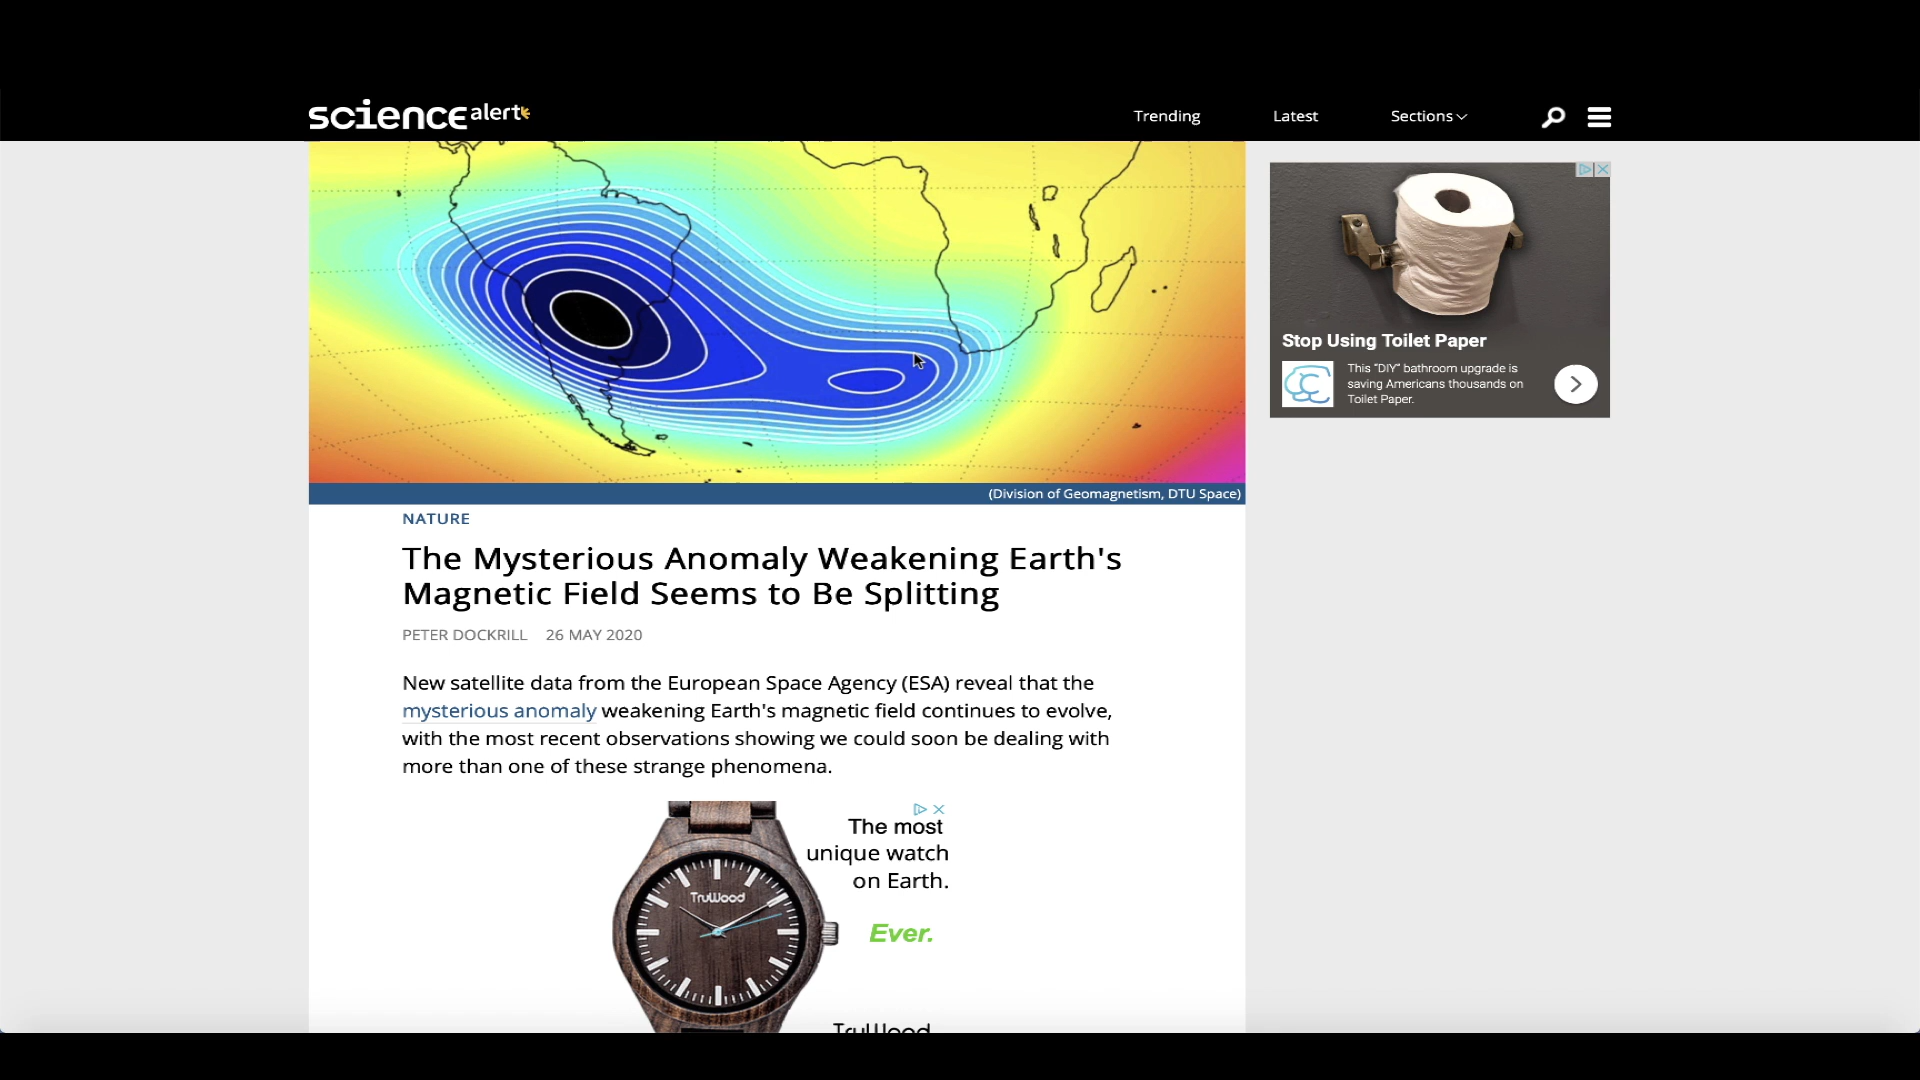 science alert
Trending
Latest
Sections
(Division of Geomagnetism, DTU Space)
NATURE
The Mysterious Anomaly Weakening Earth's
Magnetic Field Seems to Be Splitting
PETER DOCKRILL 26 MAY 2020
New satellite data from the European Space Agency (ESA) reveal that the
mysterious anomaly weakening Earth's magnetic field continues to evolve,
with the most recent observations showing we could soon be dealing with
more than one of these strange phenomena.
The most
unique watch
on Earth.
Ever.
TruWood
TruWood
Stop Using Toilet Paper
This "DIY" bathroom upgrade is
saving Americans thousands on
Toilet Paper.